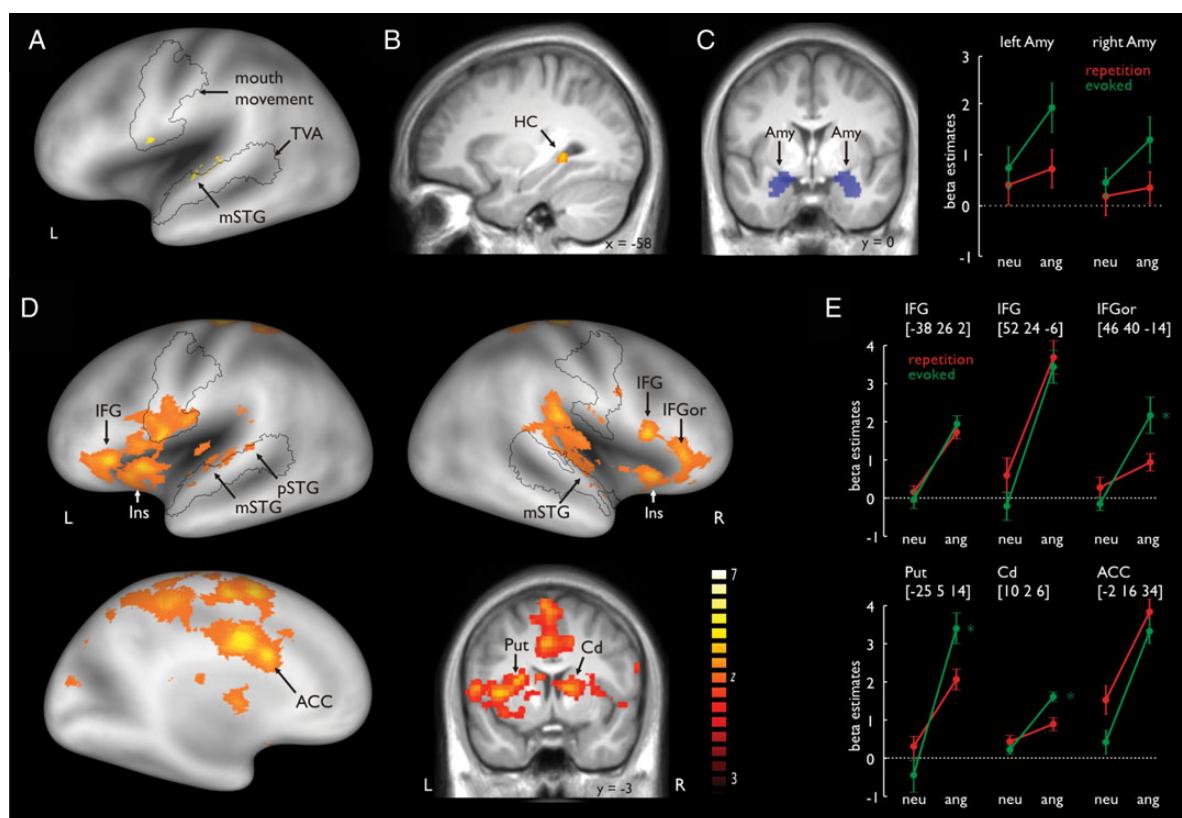 A
mouth
movement
TVA
mSTG
L
B
HC
x = -58
C
Amy
Amy
y = 0
left Amy
right Amy
repetition
evoked
beta estimates
3
2
1
0
-1
neu
ang
neu
ang
D
IFG
Ins
mSTG
pSTG
L
IFG
IFGor
mSTG
Ins
R
ACC
Put
Cd
L
y = -3
R
7
z
3
E
IFG
[-38 26 2]
IFG
[52 24 -6]
IFGor
[46 40 -14]
repetition
evoked
beta estimates
4
3
2
1
0
-1
*
neu
ang
neu
ang
neu
ang
Put
[-25 5 14]
Cd
[10 2 6]
ACC
[-2 16 34]
beta estimates
4
3
2
1
0
-1
*
*
neu
ang
neu
ang
neu
ang